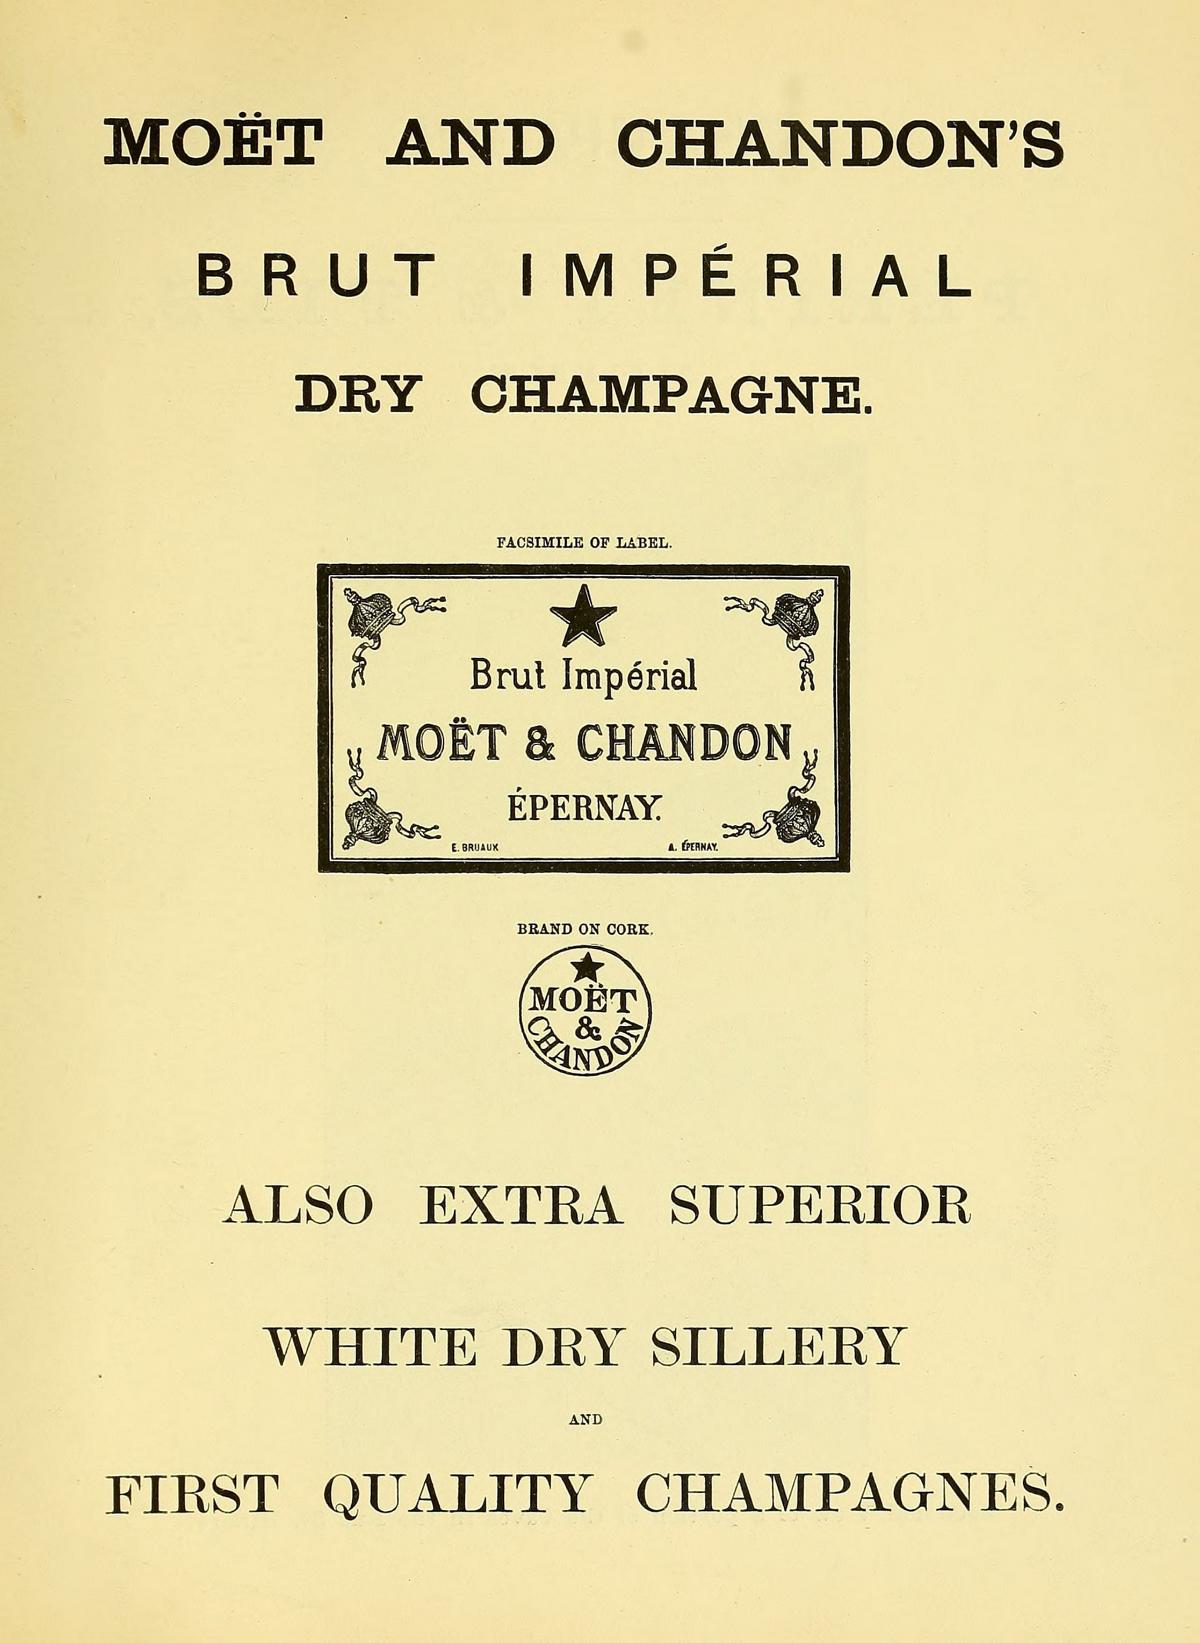 MOËT AND CHANDON'S
BRUT IMPÉRIAL
DRY CHAMPAGNE.
FACSIMILE OF LABEL.
Brut Impérial
MOËT & CHANDON
ÉPERNAY.
E. BRUAUX A. ÉPERNAY.
BRAND ON CORK.
MOËT
&
CHANDON
ALSO EXTRA SUPERIOR
WHITE DRY SILLERY
AND
FIRST QUALITY CHAMPAGNES.